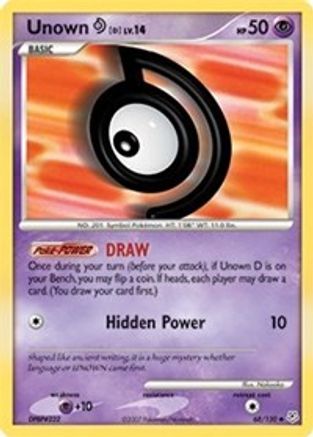 Unown [D] LV.14 HP 50
BASIC
NO. 201 Symbol Pokémon HT. 1'08" WT. 11.0 lbs.
Poké-POWER DRAW
Once during your turn (before your attack), if Unown D is on
your Bench, you may flip a coin. If heads, each player may draw a
card. (You draw your card first.)
Hidden Power 10
Shaped like ancient writing, it is a huge mystery whether
language or UNOWN came first.
Illus.
weakness resistance retreat cost
+10
©2007 Pokémon/Nintendo
68/130